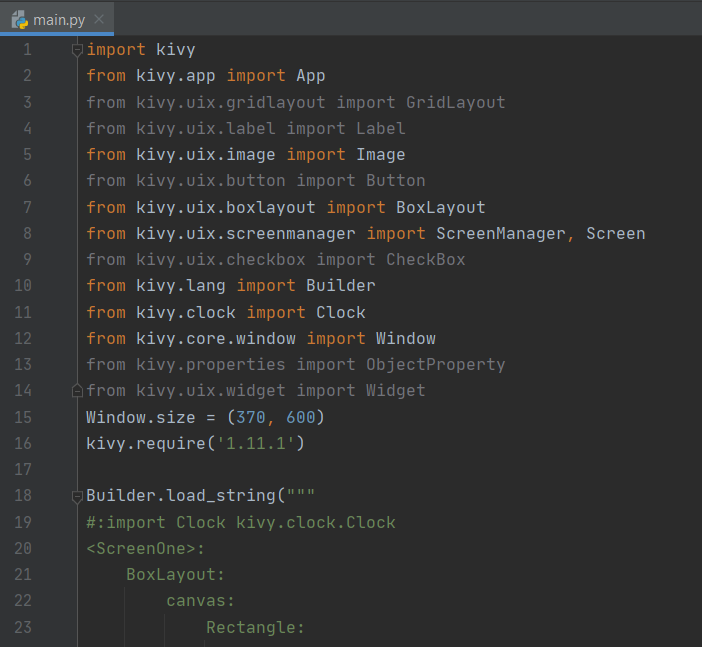 main.py
1 import kivy
2 from kivy.app import App
3 from kivy.uix.gridlayout import GridLayout
4 from kivy.uix.label import Label
5 from kivy.uix.image import Image
6 from kivy.uix.button import Button
7 from kivy.uix.boxlayout import BoxLayout
8 from kivy.uix.screenmanager import ScreenManager, Screen
9 from kivy.uix.checkbox import CheckBox
10 from kivy.lang import Builder
11 from kivy.clock import Clock
12 from kivy.core.window import Window
13 from kivy.properties import ObjectProperty
14 from kivy.uix.widget import Widget
15 Window.size = (370, 600)
16 kivy.require('1.11.1')
17
18 Builder.load_string("""
19 #:import Clock kivy.clock.Clock
20 <ScreenOne>:
21     BoxLayout:
22         canvas:
23             Rectangle: